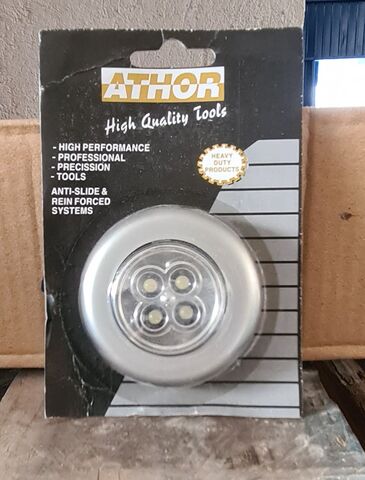 ATHOR
High Quality Tools
- HIGH PERFORMANCE
- PROFESSIONAL
- PRECISSION
- TOOLS
ANTI-SLIDE &
REIN FORCED
SYSTEMS
HEAVY
DUTY
PRODUCTS